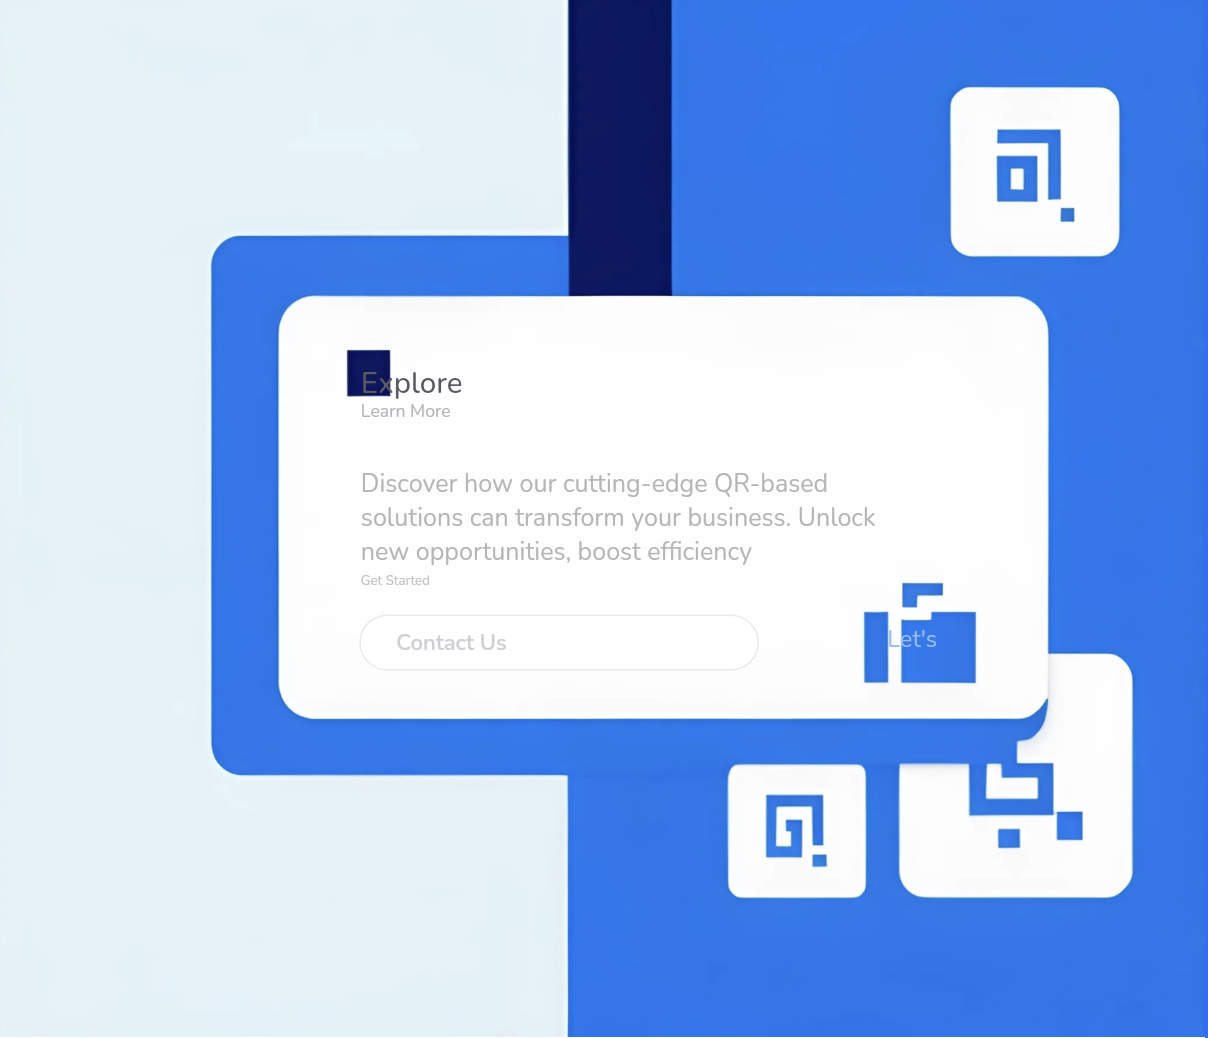 Explore
Learn More
Discover how our cutting-edge QR-based
solutions can transform your business. Unlock
new opportunities, boost efficiency
Get Started
Contact Us
Let's